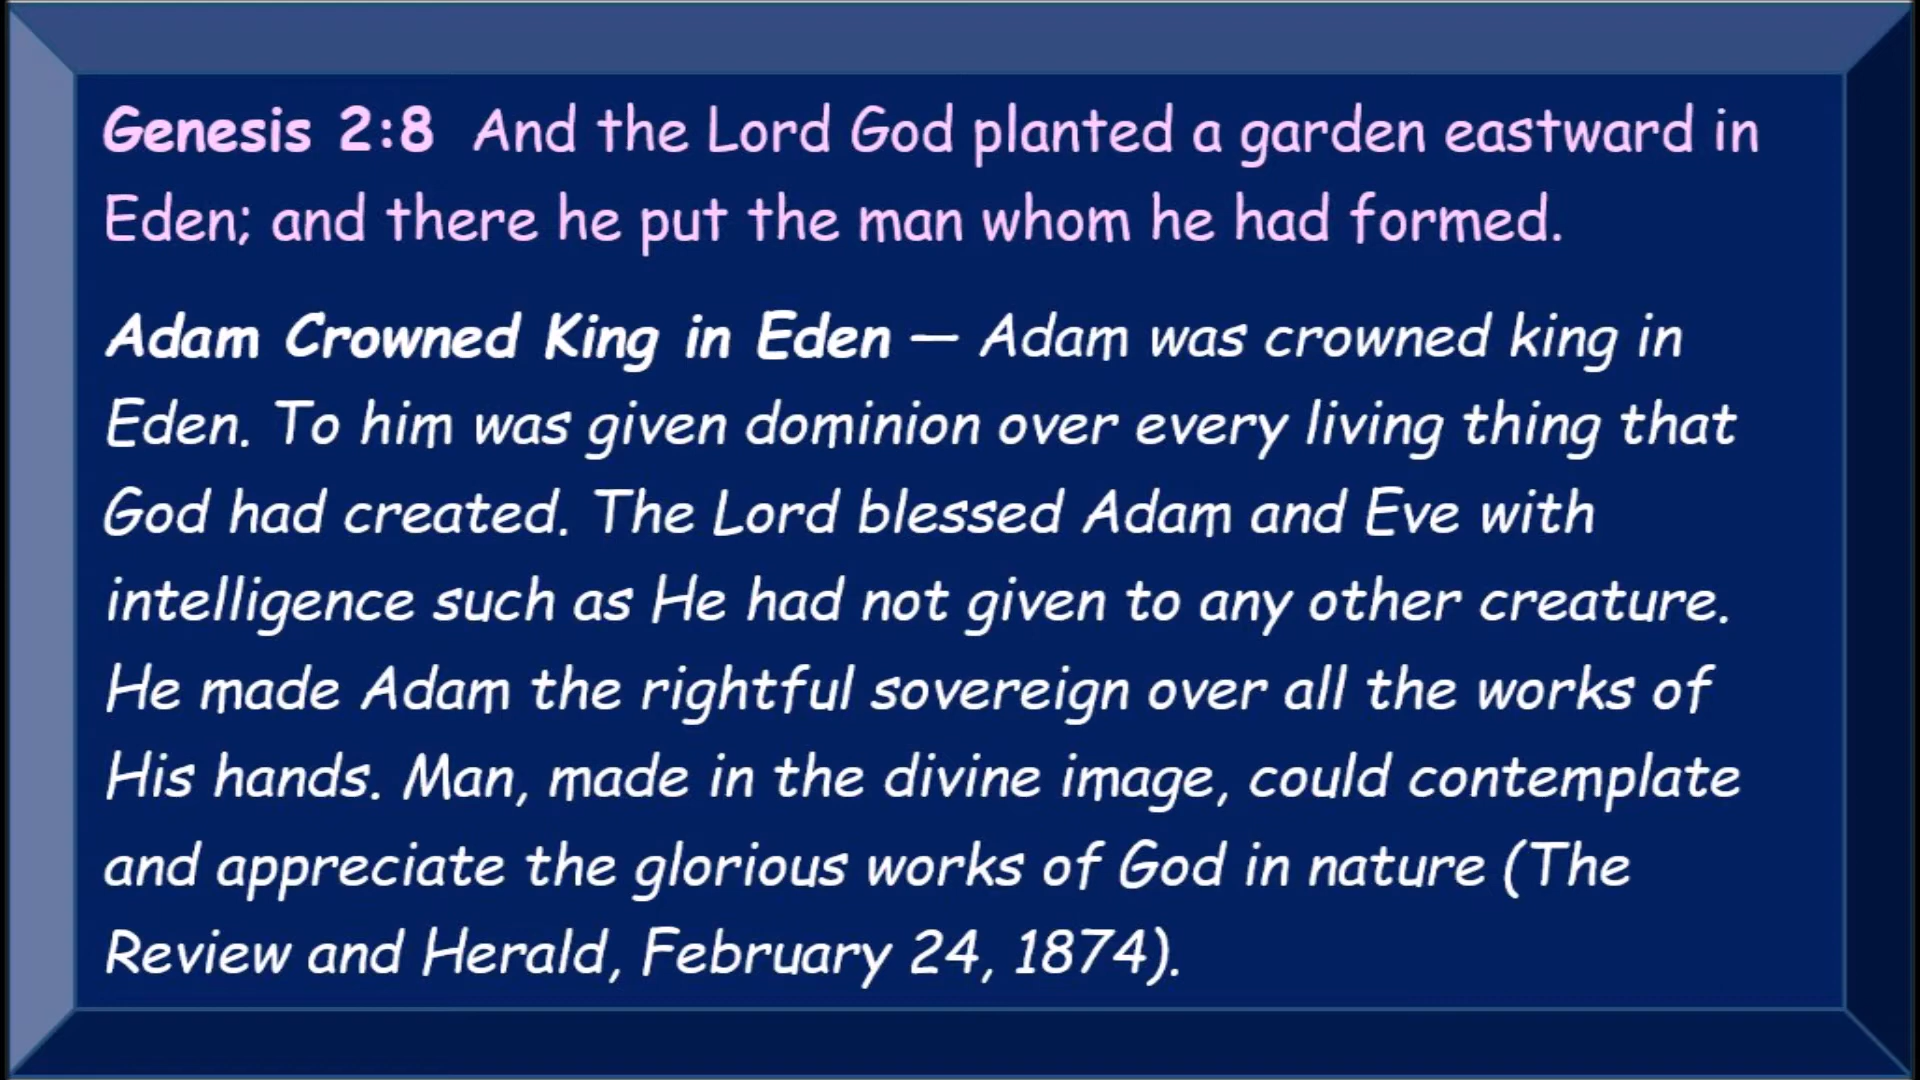 Genesis 2:8 And the Lord God planted a garden eastward in
Eden; and there he put the man whom he had formed.
Adam Crowned King in Eden — Adam was crowned king in
Eden. To him was given dominion over every living thing that
God had created. The Lord blessed Adam and Eve with
intelligence such as He had not given to any other creature.
He made Adam the rightful sovereign over all the works of
His hands. Man, made in the divine image, could contemplate
and appreciate the glorious works of God in nature (The
Review and Herald, February 24, 1874).